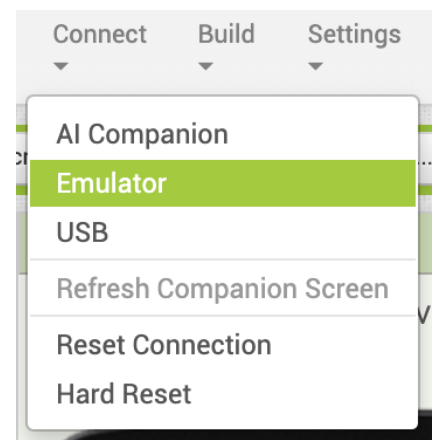 Connect Build Settings
AI Companion
Emulator
USB
Refresh Companion Screen
Reset Connection
Hard Reset